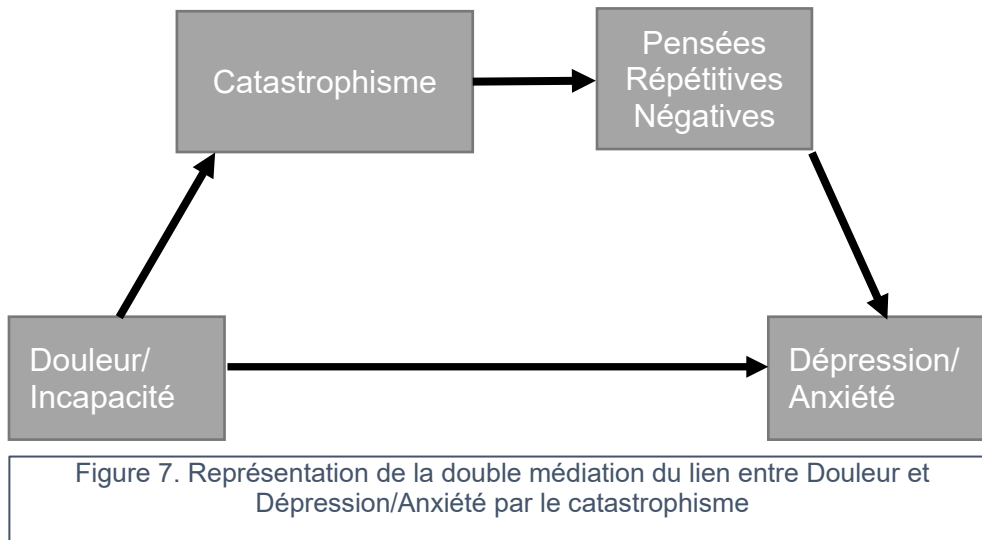 Catastrophisme
Pensées
Répétitives
Négatives
Douleur/
Incapacité
Dépression/
Anxiété
Figure 7. Représentation de la double médiation du lien entre Douleur et
Dépression/Anxiété par le catastrophisme